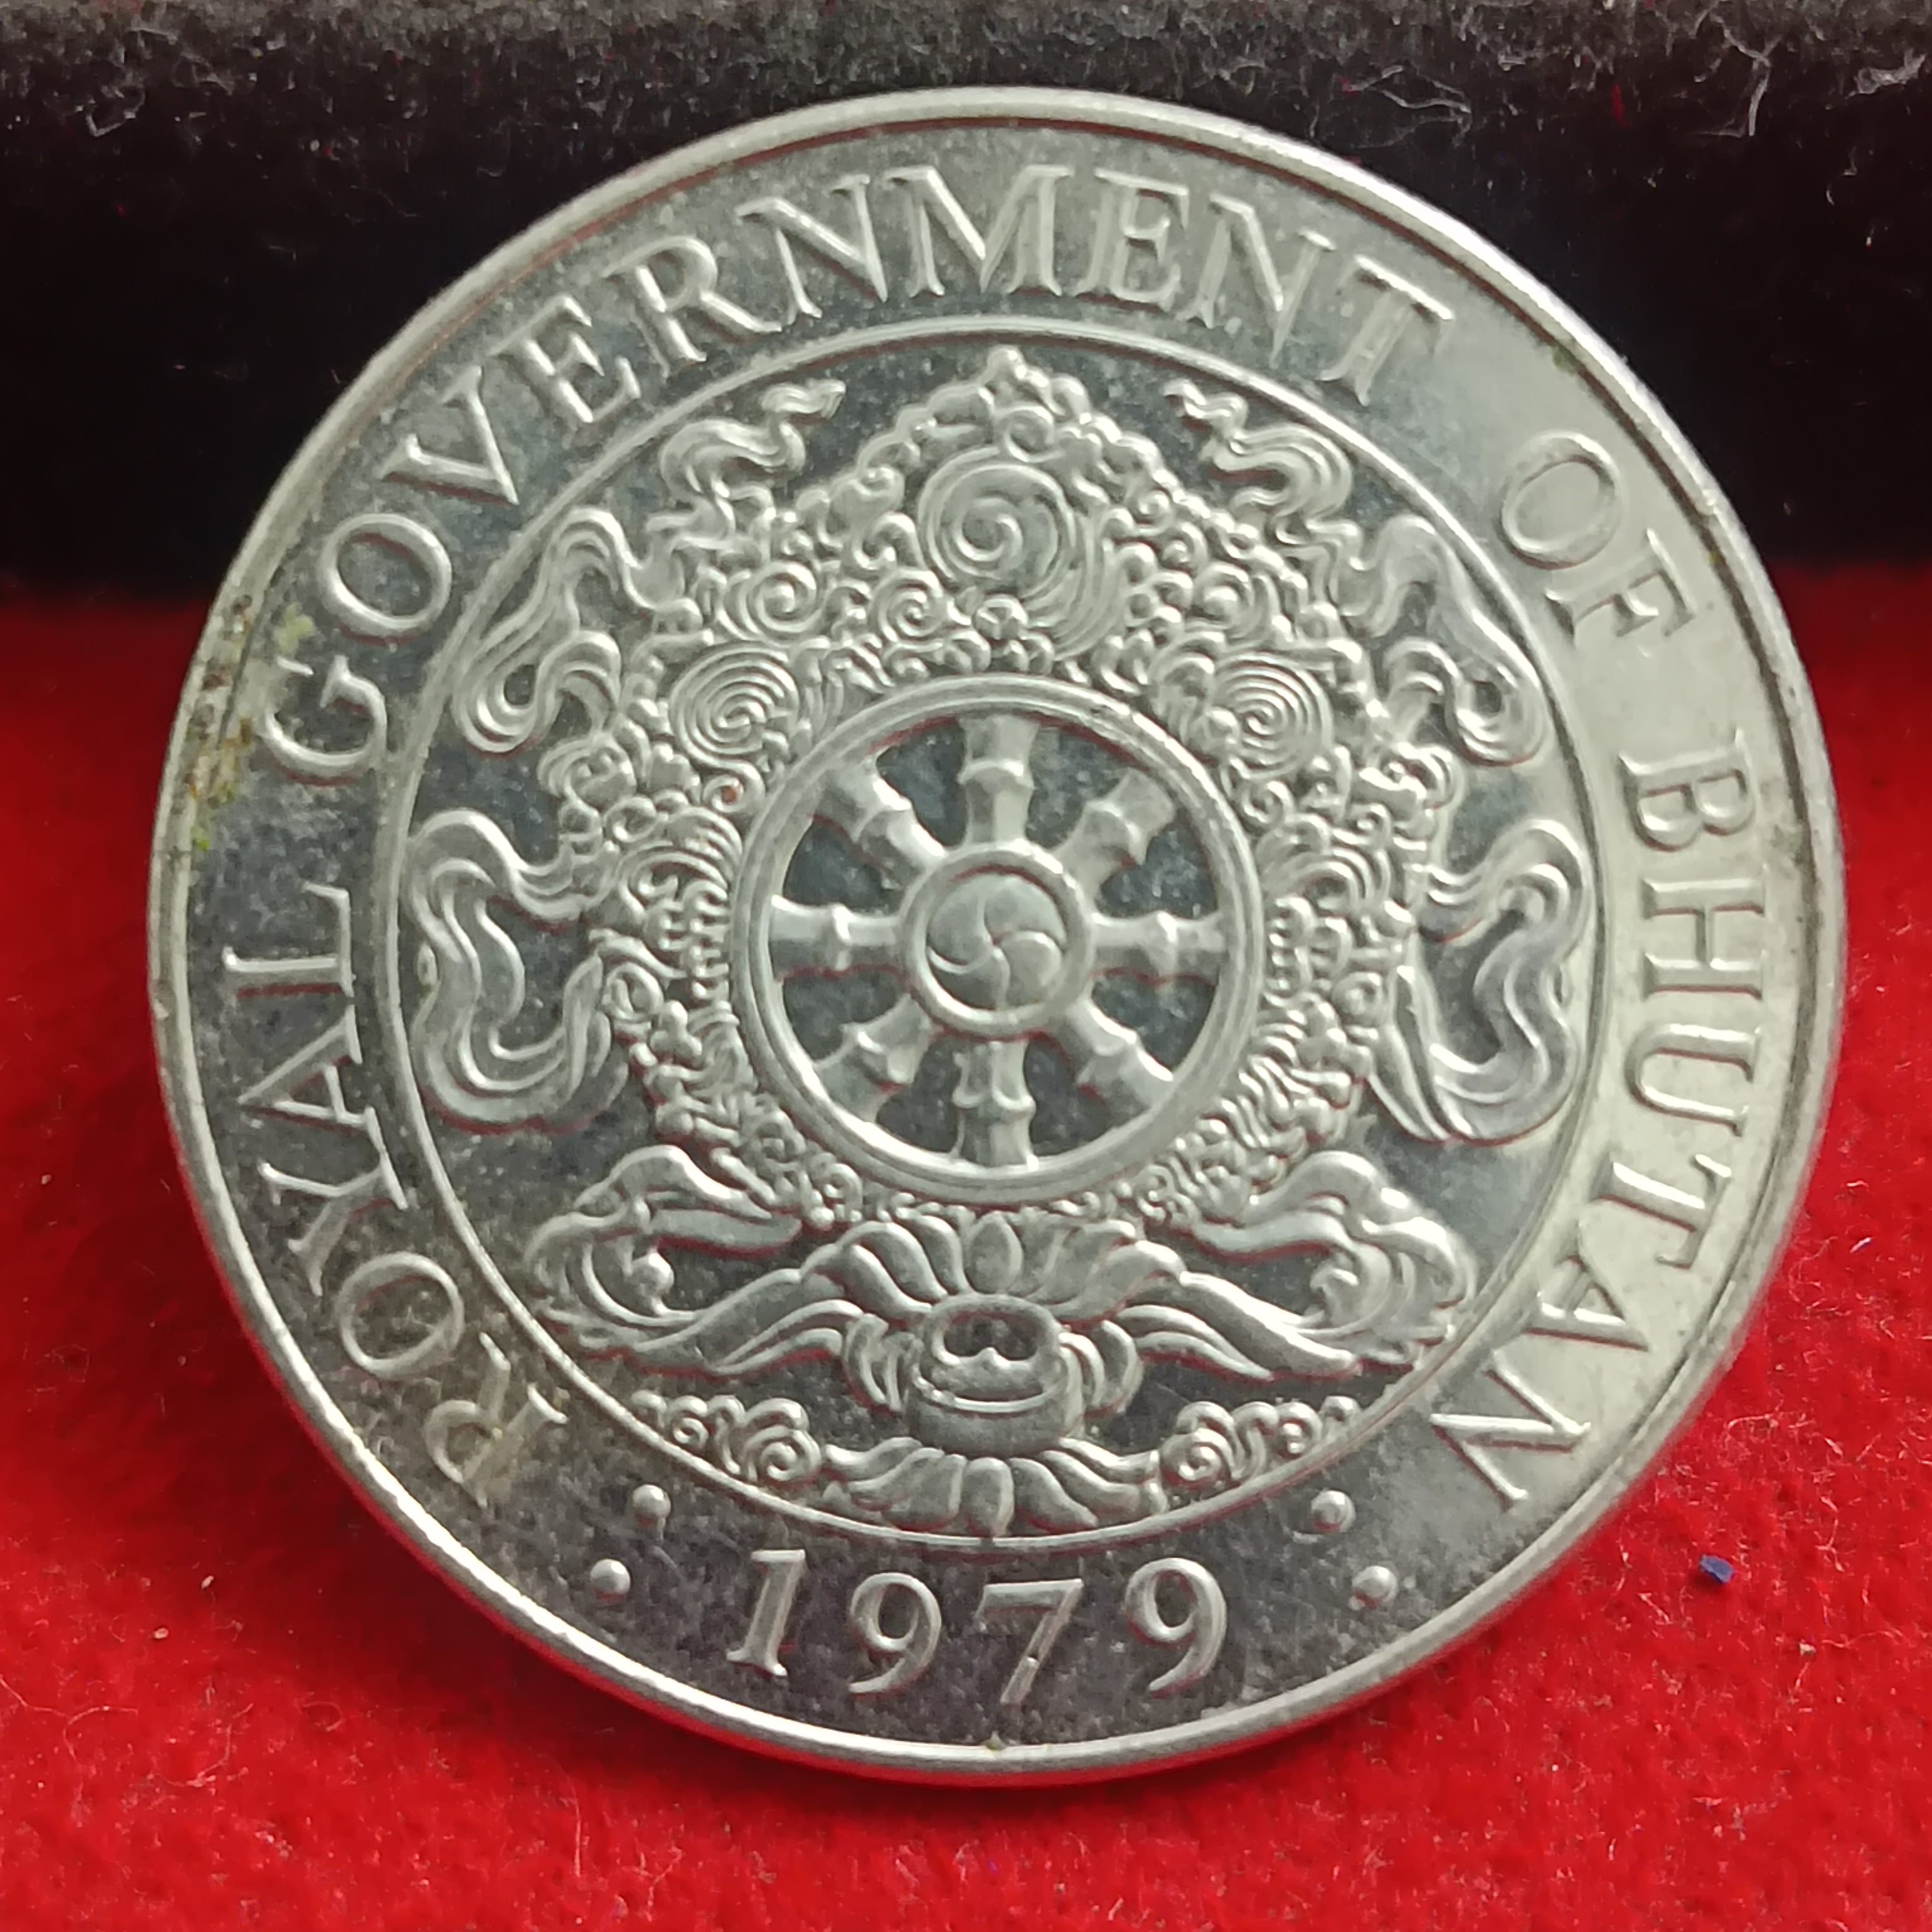 ROYAL GOVERNMENT OF BHUTAN
1979